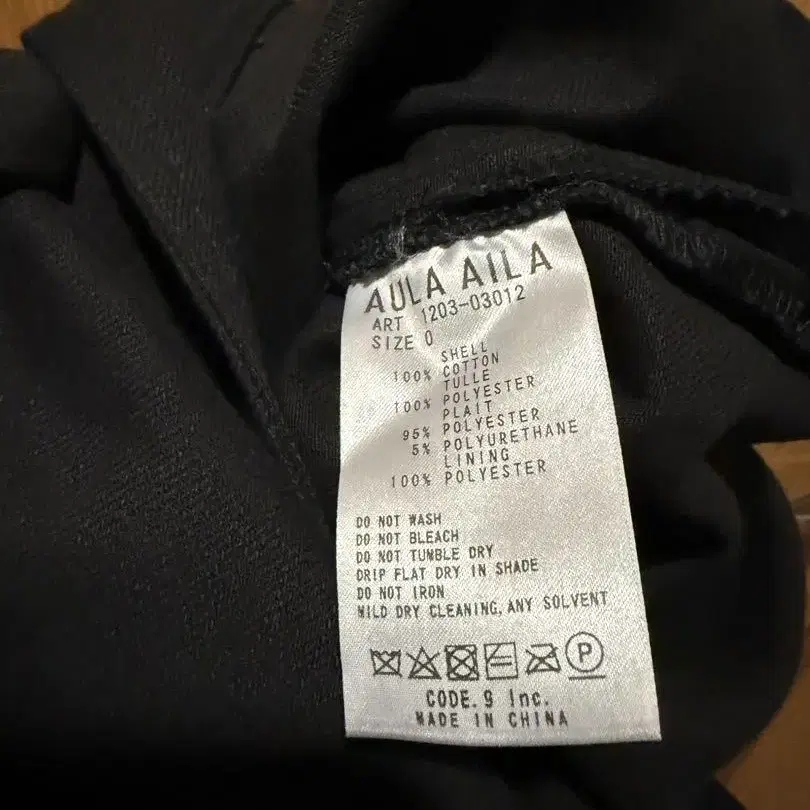 AULA AILA
ART 1203-03012
SIZE 0
SHELL
100% COTTON
TULLE
100% POLYESTER
PLAIT
95% POLYESTER
5% POLYURETHANE
LINING
100% POLYESTER
DO NOT WASH
DO NOT BLEACH
DO NOT TUMBLE DRY
DRIP FLAT DRY IN SHADE
DO NOT IRON
MILD DRY CLEANING, ANY SOLVENT
P
CODE.9 Inc.
MADE IN CHINA